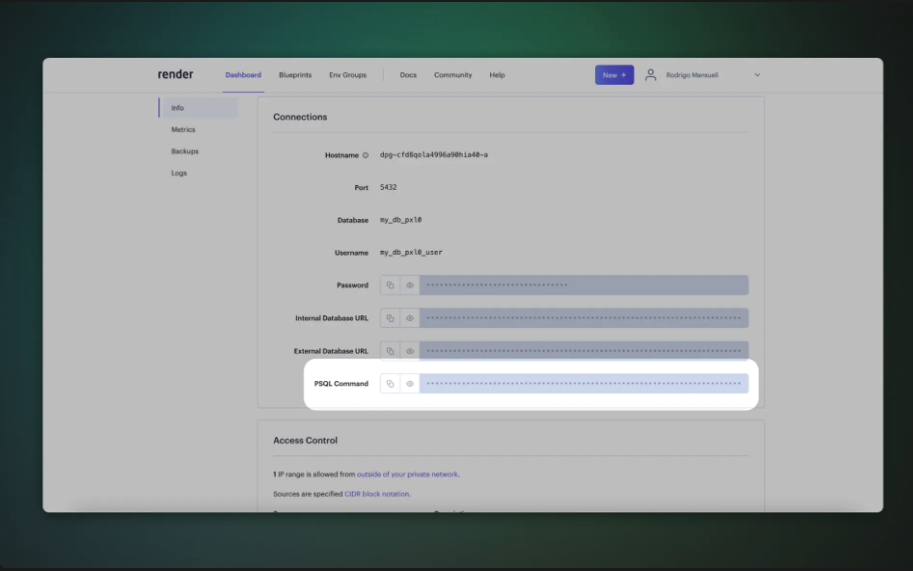 render
Dashboard Blueprints Env Groups Docs Community Help New + Rodrigo Mansueli
Info
Metrics
Backups
Logs
Connections
Hostname dpg-cfd8qola4996a90hia40-a
Port 5432
Database my_db_pxl0
Username my_db_pxl0_user
Password
Internal Database URL
External Database URL
PSQL Command
Access Control
1 IP range is allowed from outside of your private network.
Sources are specified CIDR block notation.